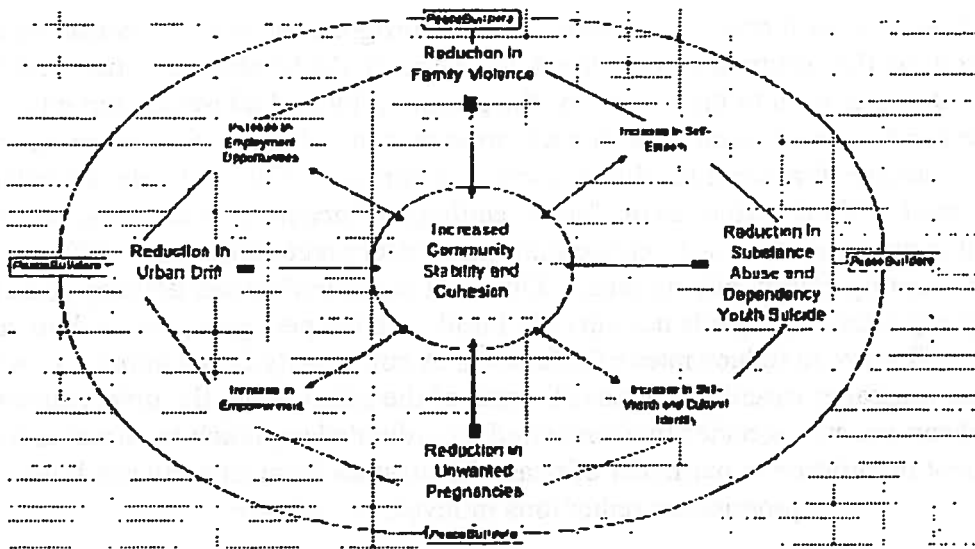 PeaceBuilders
Reduction in
Family Violence
Increase in
Employment
Opportunities
Increase in Self-
Esteem
Increased
Community
Stability and
Cohesion
PeaceBuilders
Reduction in
Urban Drift
Reduction in
Substance
Abuse and
Dependency
Youth Suicide
PeaceBuilders
Increase in
Empowerment
Increase in Self-
Worth and Cultural
Reduction in
Unwanted
Pregnancies
PeaceBuilders